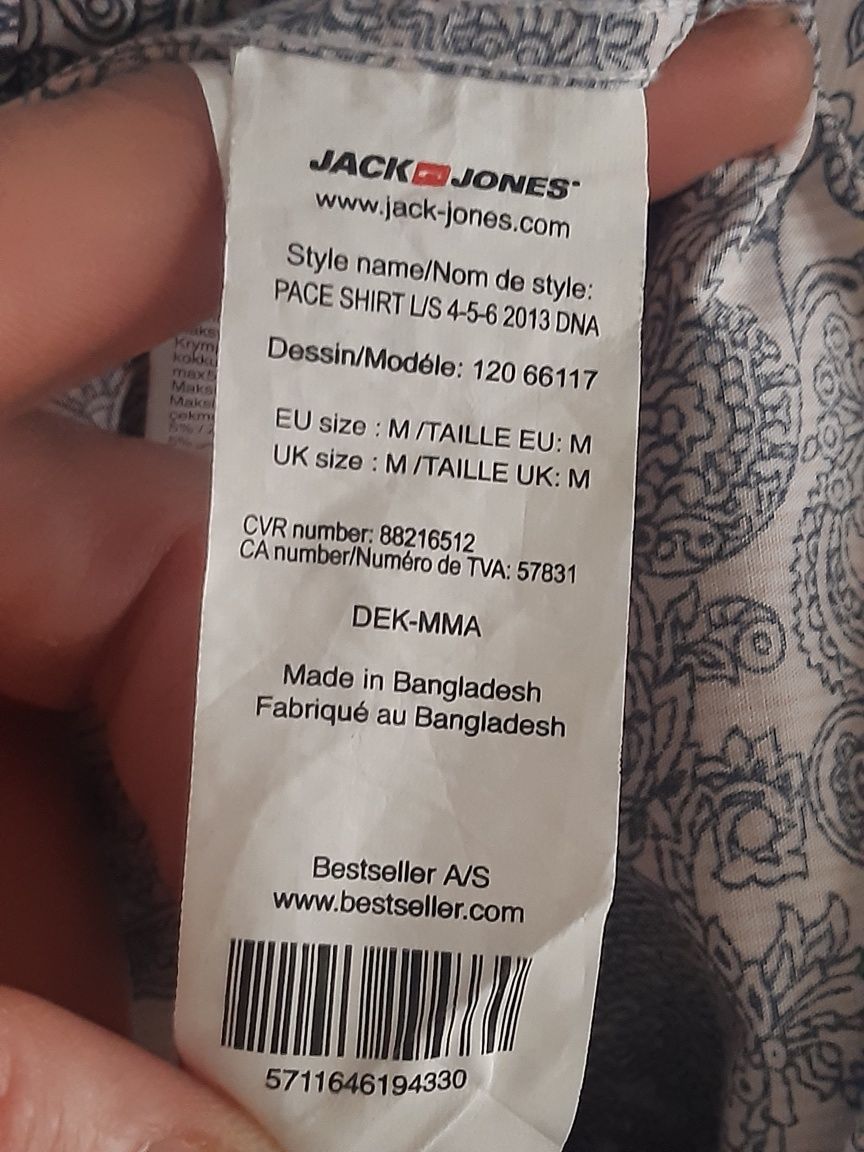 JACK JONES™
www.jack-jones.com
Style name/Nom de style:
PACE SHIRT L/S 4-5-6 2013 DNA
Dessin/Modéle: 120 66117
EU size : M /TAILLE EU: M
UK size : M /TAILLE UK: M
CVR number: 88216512
CA number/Numéro de TVA: 57831
DEK-MMA
Made in Bangladesh
Fabriqué au Bangladesh
Bestseller A/S
www.bestseller.com
5711646194330